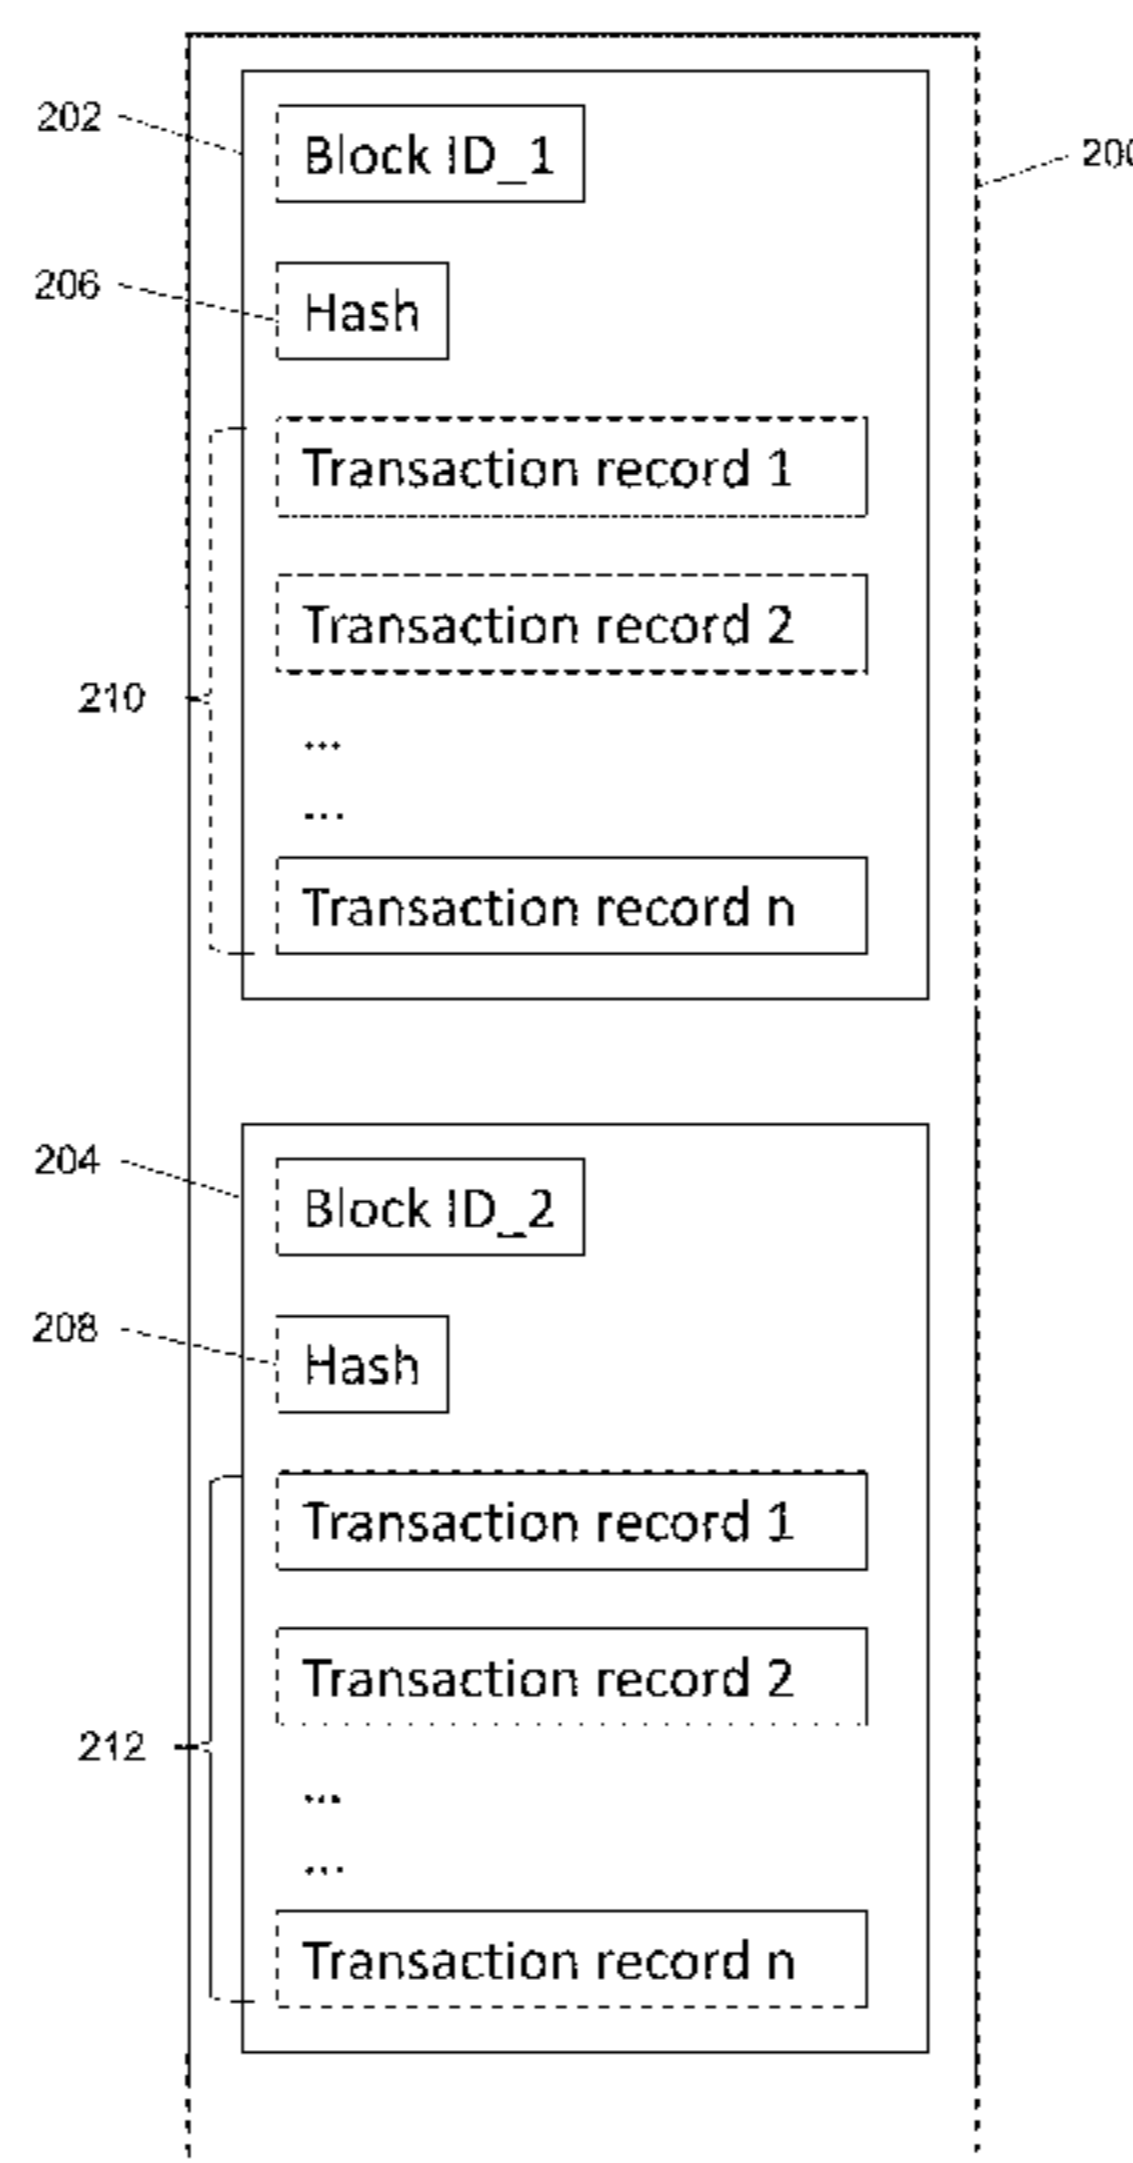 202
Block ID_1
200
206
Hash
Transaction record 1
Transaction record 2
210
...
...
Transaction record n
204
Block ID_2
208
Hash
Transaction record 1
Transaction record 2
212
...
...
Transaction record n